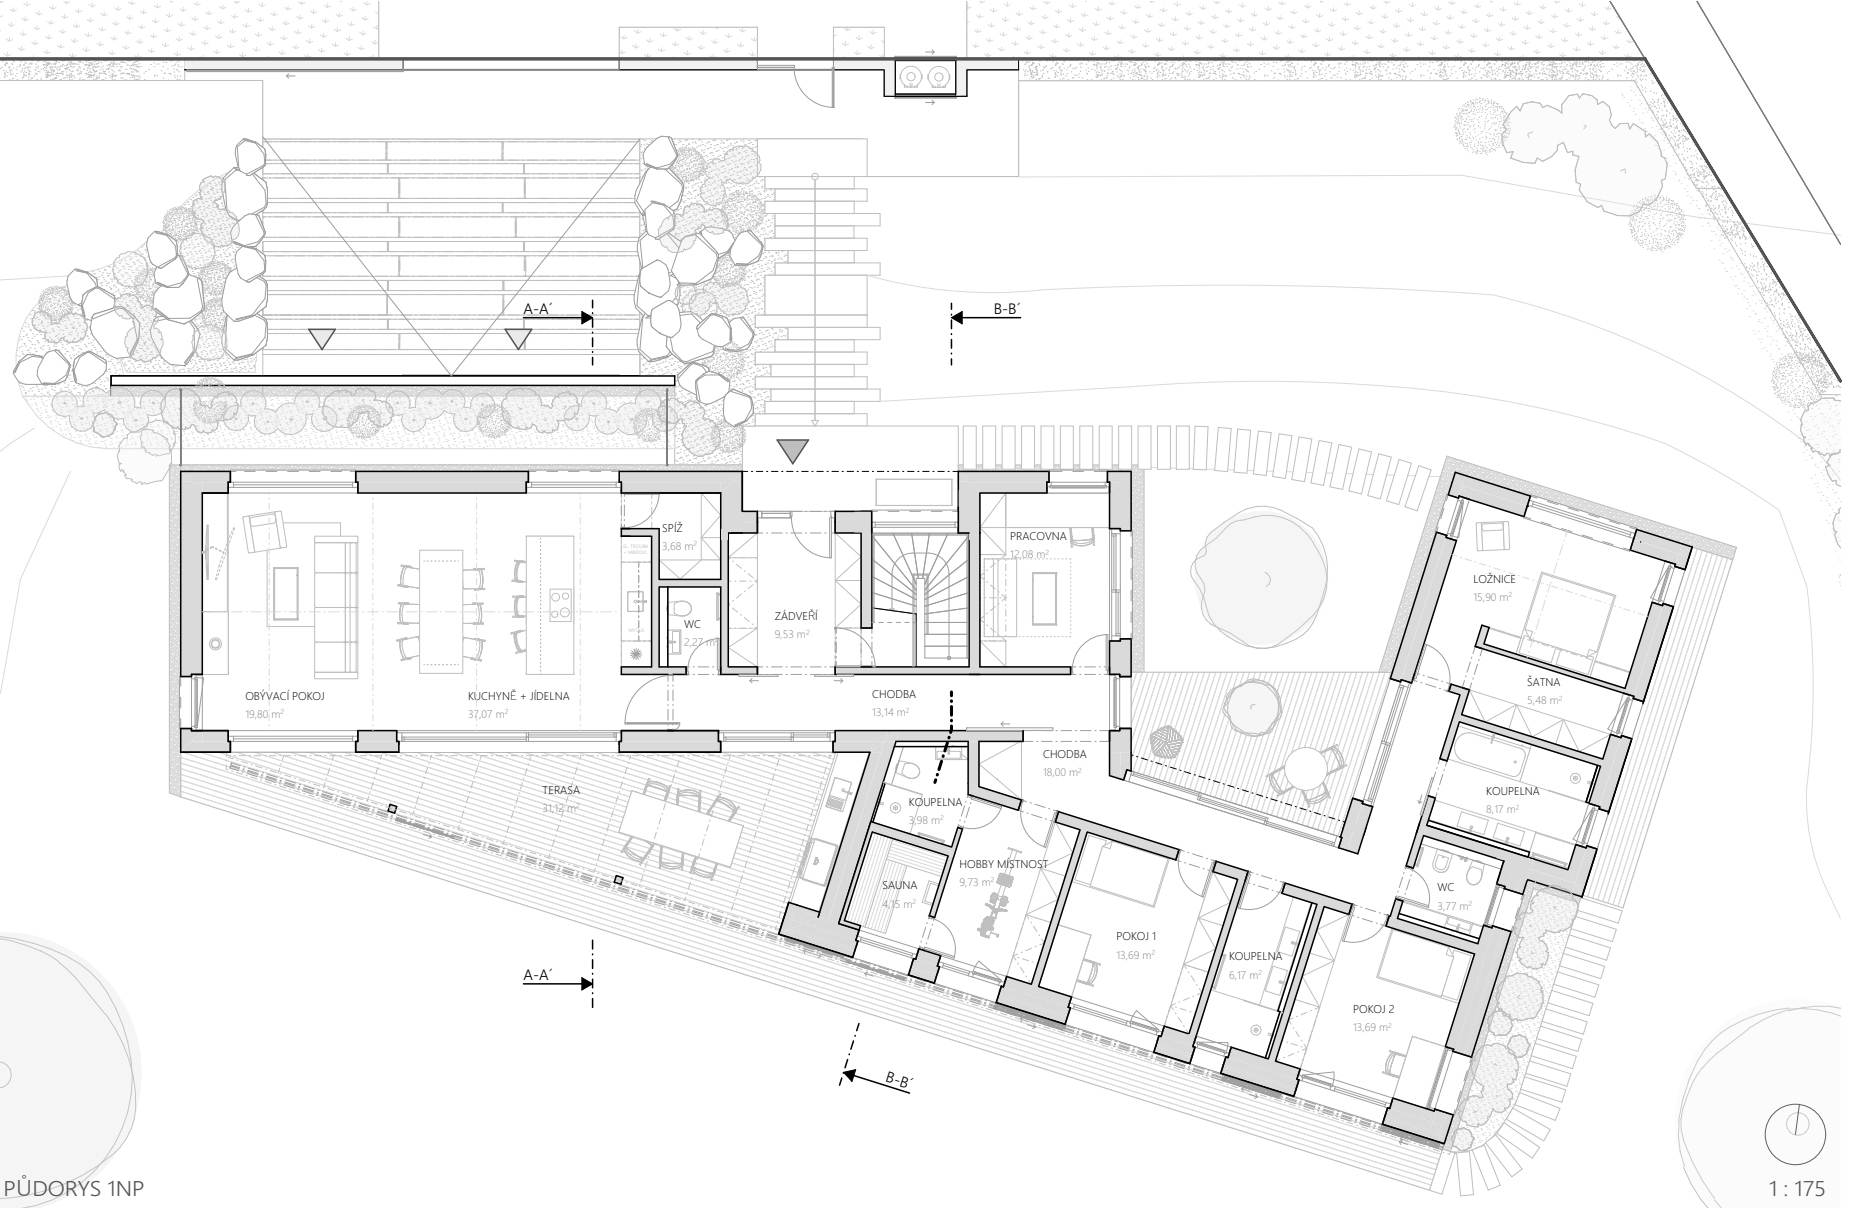 A-A´
B-B´
SPÍŽ
3,68 m²
PRACOVNA
12,08 m²
LOŽNICE
15,90 m²
WC
2,27 m²
ZÁDVEŘÍ
9,53 m²
OBÝVACÍ POKOJ
19,80 m²
KUCHYNĚ + JÍDELNA
37,07 m²
CHODBA
13,14 m²
ŠATNA
5,48 m²
CHODBA
18,00 m²
TERASA
31,12 m²
KOUPELNA
3,98 m²
KOUPELNA
8,17 m²
HOBBY MÍSTNOST
9,73 m²
SAUNA
4,15 m²
WC
3,77 m²
POKOJ 1
13,69 m²
KOUPELNA
6,17 m²
POKOJ 2
13,69 m²
A-A´
B-B´
PŮDORYS 1NP
1 : 175